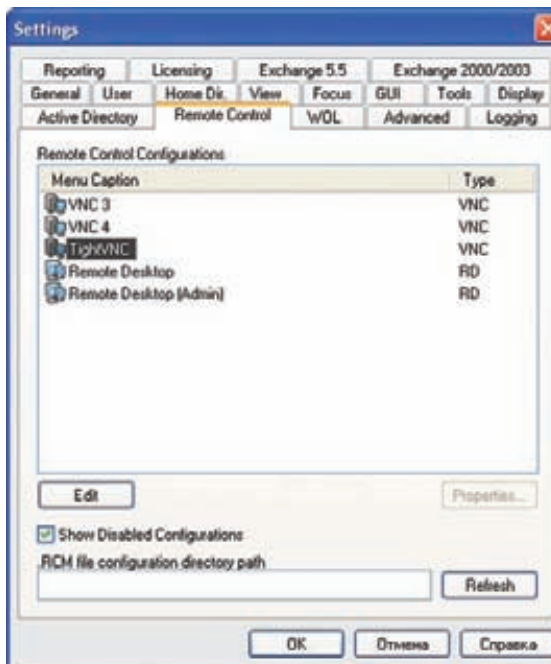 Settings
Reporting Licensing Exchange 5.5 Exchange 2000/2003
General User Home Dir. View Focus GUI Tools Display
Active Directory Remote Control WOL Advanced Logging
Remote Control Configurations
Menu Caption Type
VNC 3 VNC
VNC 4 VNC
TightVNC VNC
Remote Desktop RD
Remote Desktop (Admin) RD
Edit Properties...
Show Disabled Configurations
.RCM file configuration directory path
Refresh
OK Отмена Справка